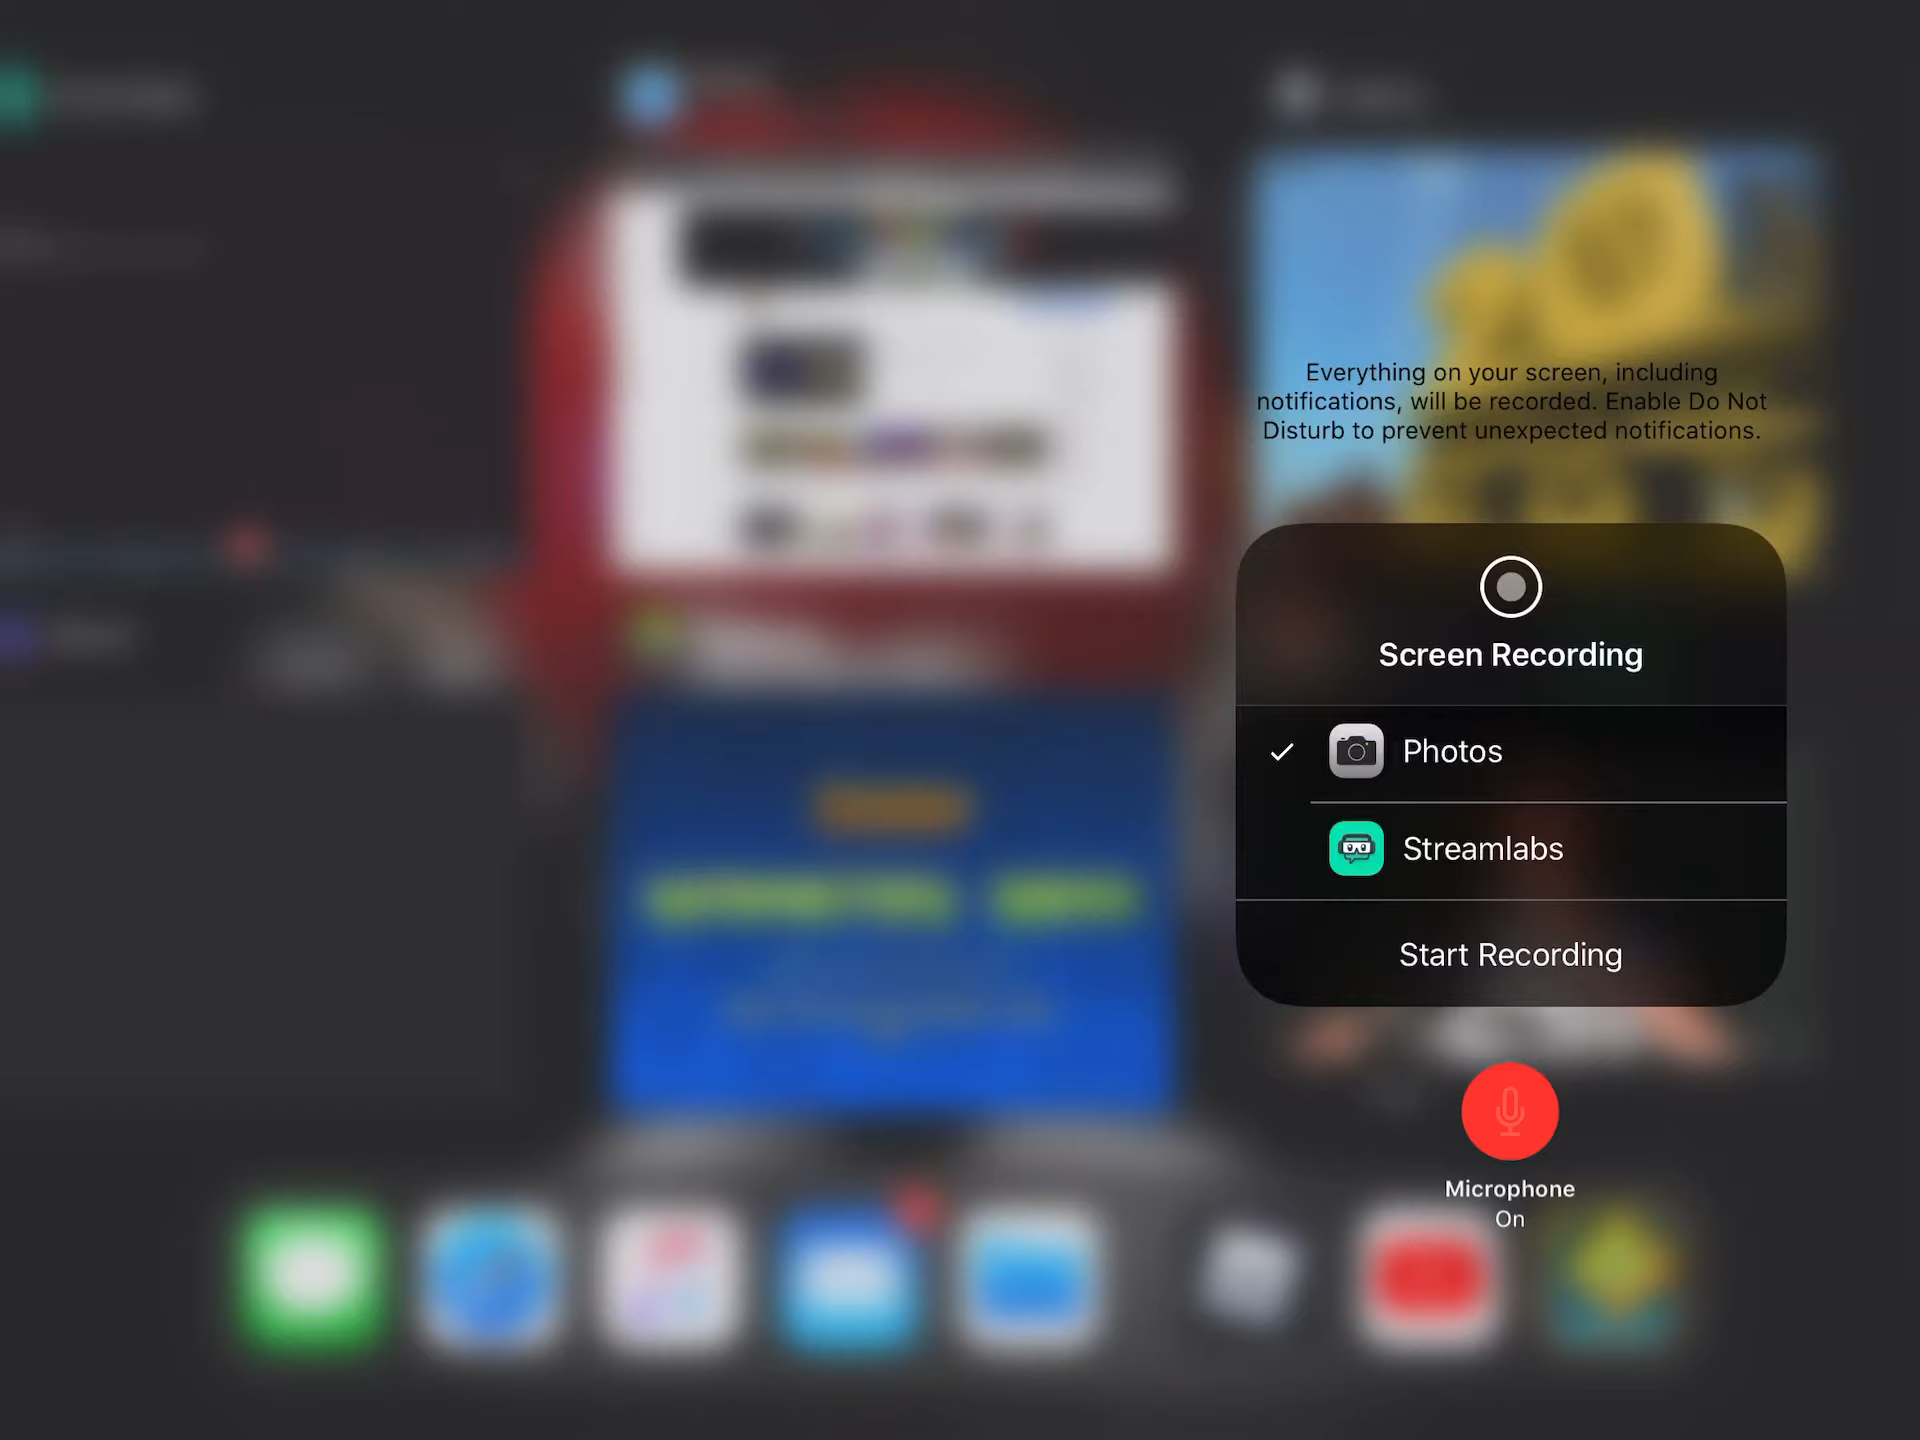 Everything on your screen, including
notifications, will be recorded. Enable Do Not
Disturb to prevent unexpected notifications.
Screen Recording
Photos
Streamlabs
Start Recording
Microphone
On